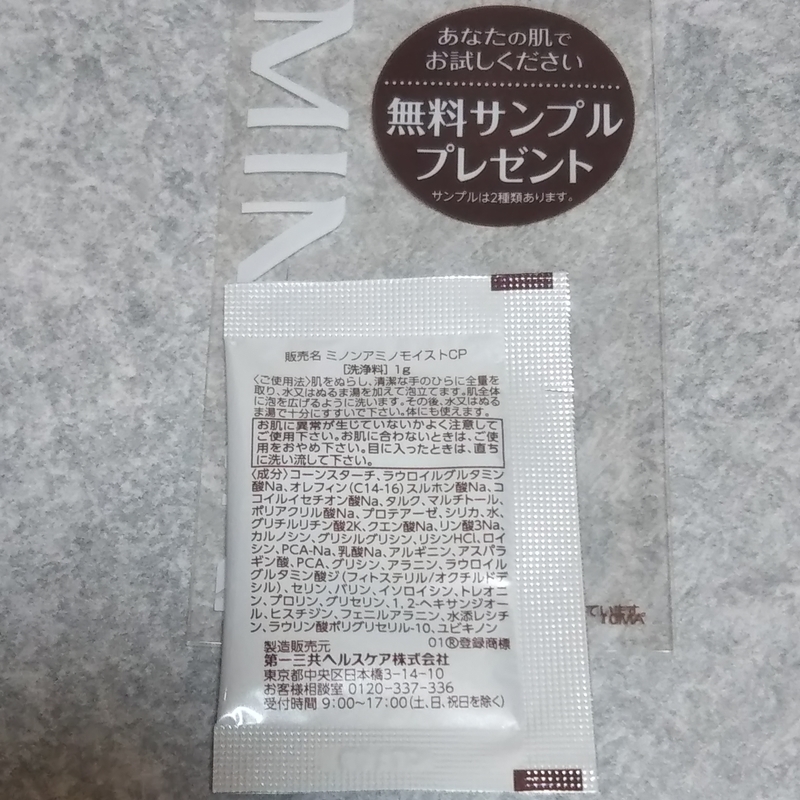 MIN
あなたの肌で
お試しください
無料サンプル
プレゼント
サンプルは2種類あります。
販売名 ミノンアミノモイストCP
[洗浄料] 1g
〈ご使用法〉肌をぬらし、清潔な手のひらに全量を
取り、水又はぬるま湯を加えて泡立てます。肌全体
に泡を広げるように洗います。その後、水又はぬる
ま湯で十分にすすいで下さい。体にも使えます。
お肌に異常が生じていないかよく注意して
ご使用下さい。お肌に合わないときは、ご使
用をおやめ下さい。目に入ったときは、直ち
に洗い流して下さい。
〈成分〉コーンスターチ、ラウロイルグルタミン
酸Na、オレフィン(C14-16)スルホン酸Na、コ
コイルイセチオン酸Na、タルク、マルチトール、
ポリアクリル酸Na、プロテアーゼ、シリカ、水、
グリチルリチン酸2K、クエン酸Na、リン酸3Na、
カルノシン、グリシルグリシン、リシンHCl、ロイ
シン、PCA-Na、乳酸Na、アルギニン、アスパラ
ギン酸、PCA、グリシン、アラニン、ラウロイル
グルタミン酸ジ(フィトステリル/オクチルドデ
シル)、セリン、バリン、イソロイシン、トレオニ
ン、プロリン、グリセリン、1,2-ヘキサンジオー
ル、ヒスチジン、フェニルアラニン、水添レシチ
ン、ラウリン酸ポリグリセリル-10、ユビキノン
01®登録商標
製造販売元
第一三共ヘルスケア株式会社
東京都中央区日本橋3-14-10
お客様相談室 0120-337-336
受付時間 9:00~17:00(土、日、祝日を除く)
ています